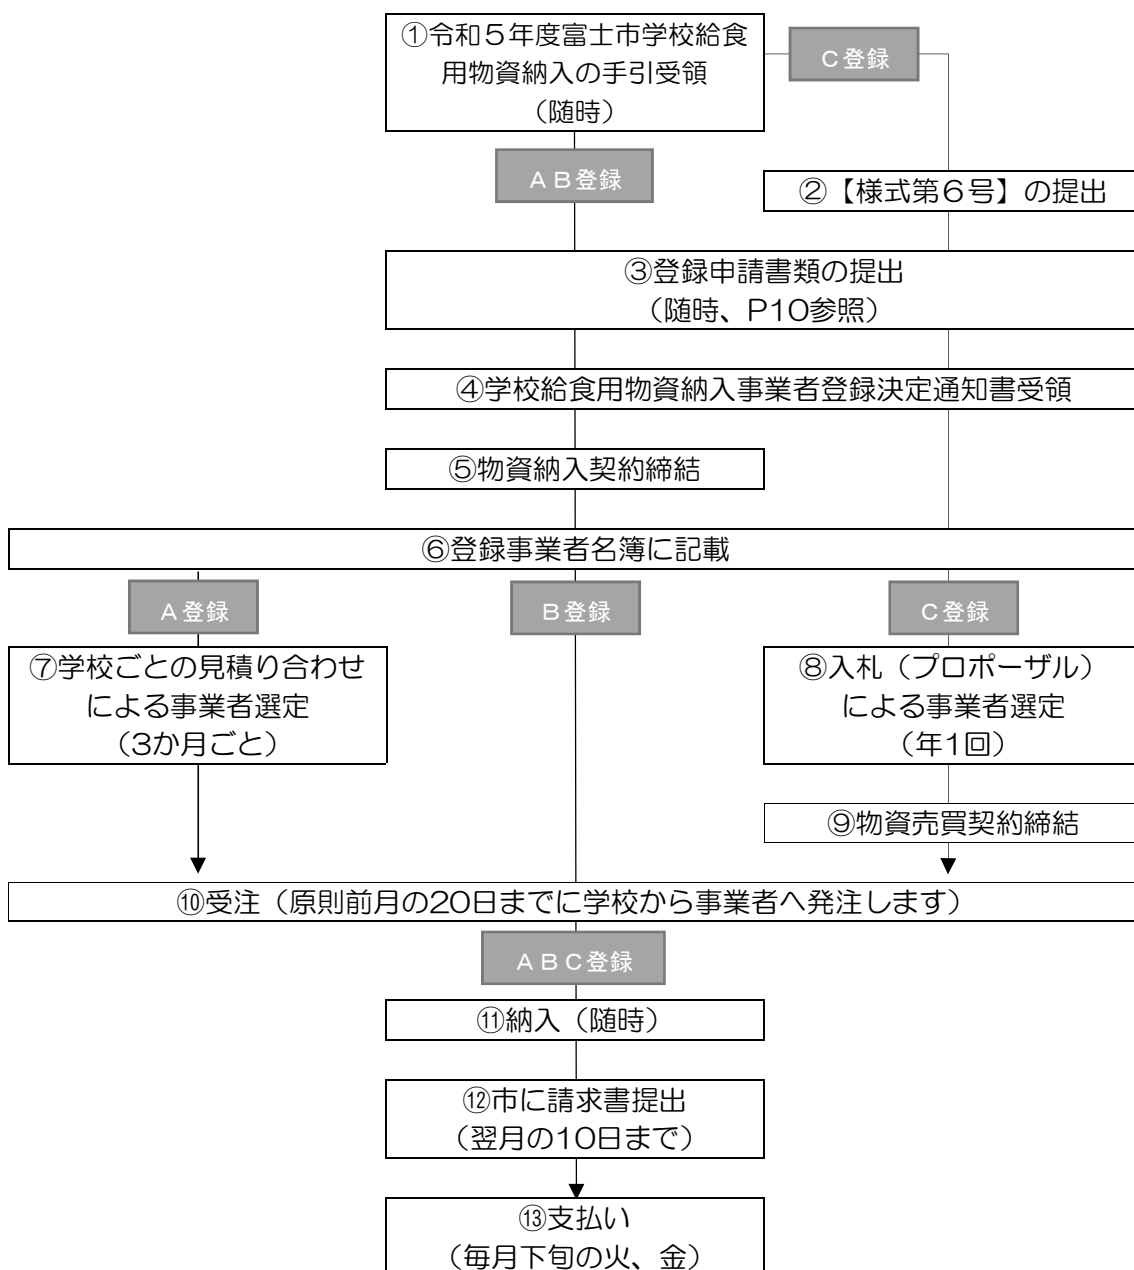 ①令和５年度富士市学校給食
用物資納入の手引受領
（随時）
Ｃ登録
ＡＢ登録
②【様式第６号】の提出
③登録申請書類の提出
（随時、P10参照）
④学校給食用物資納入事業者登録決定通知書受領
⑤物資納入契約締結
⑥登録事業者名簿に記載
Ａ登録
Ｂ登録
Ｃ登録
⑦学校ごとの見積り合わせ
による事業者選定
（3か月ごと）
⑧入札（プロポーザル）
による事業者選定
（年1回）
⑨物資売買契約締結
⑩受注（原則前月の20日までに学校から事業者へ発注します）
ＡＢＣ登録
⑪納入（随時）
⑫市に請求書提出
（翌月の10日まで）
⑬支払い
（毎月下旬の火、金）